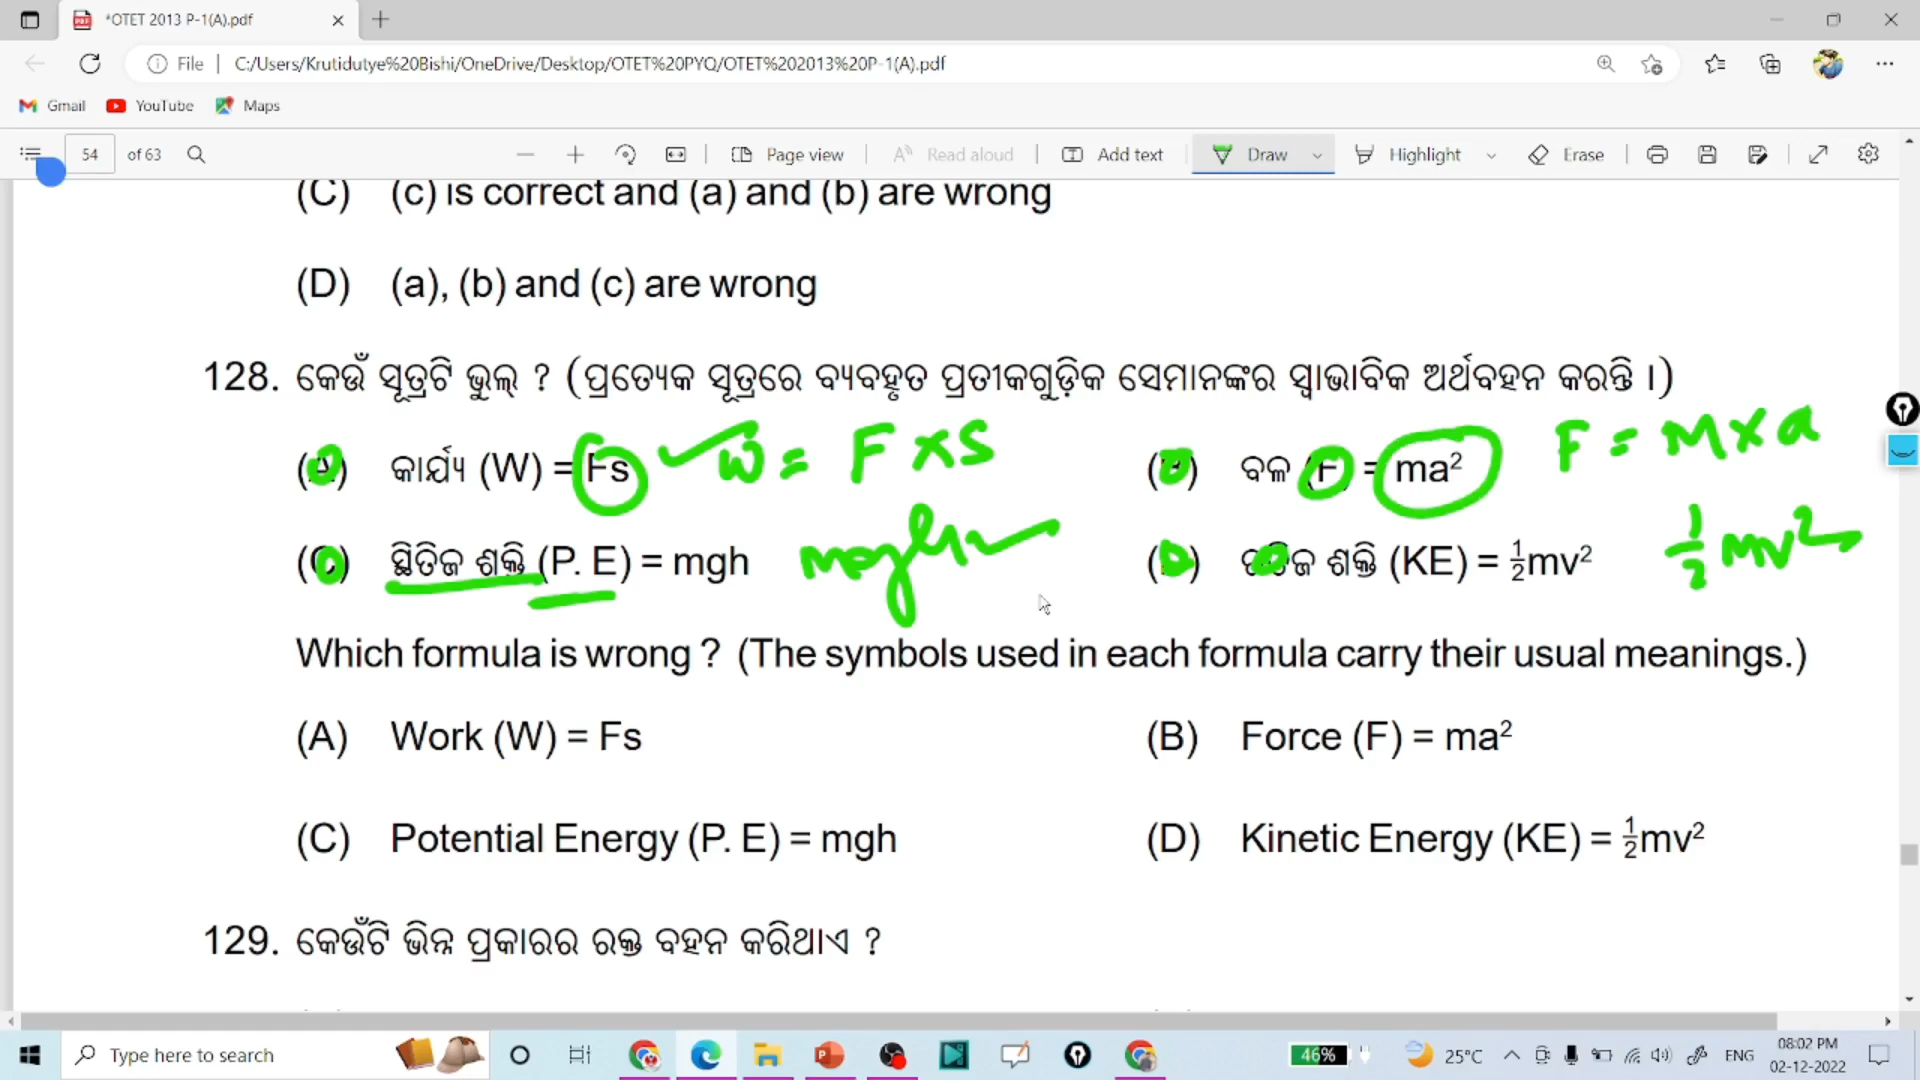 *OTET 2013 P-1(A).pdf
File C:/Users/Krutidutye%20Bishi/OneDrive/Desktop/OTET%20PYQ/OTET%202013%20P-1(A).pdf
Gmail YouTube Maps
54 of 63 Page view Read aloud Add text Draw Highlight Erase
(C) (c) is correct and (a) and (b) are wrong
(D) (a), (b) and (c) are wrong
128. କେଉଁ ସୂତ୍ରଟି ଭୁଲ୍ ? (ପ୍ରତ୍ୟେକ ସୂତ୍ରରେ ବ୍ୟବହୃତ ପ୍ରତୀକଗୁଡ଼ିକ ସେମାନଙ୍କର ସ୍ୱାଭାବିକ ଅର୍ଥବହନ କରନ୍ତି ।)
(A) କାର୍ଯ୍ୟ (W) = Fs W = F × S (B) ବଳ (F) = ma² F = M × a
(C) ସ୍ଥିତିଜ ଶକ୍ତି (P. E) = mgh mgh (D) ଗତିଜ ଶକ୍ତି (KE) = ½mv² ½ mv²
Which formula is wrong ? (The symbols used in each formula carry their usual meanings.)
(A) Work (W) = Fs (B) Force (F) = ma²
(C) Potential Energy (P. E) = mgh (D) Kinetic Energy (KE) = ½mv²
129. କେଉଁଟି ଭିନ୍ନ ପ୍ରକାରର ରକ୍ତ ବହନ କରିଥାଏ ?
Type here to search 46% 25°C ENG 08:02 PM
02-12-2022